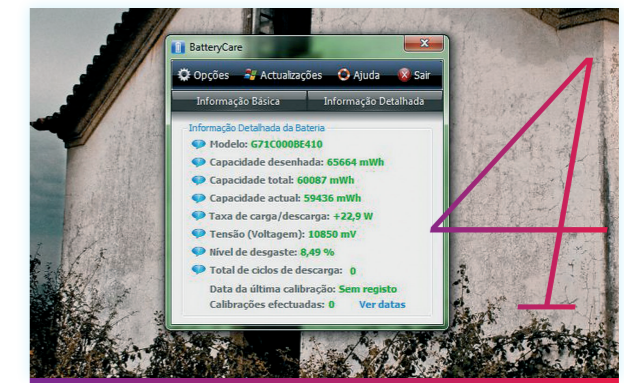 BatteryCare
Opções Actualizações Ajuda Sair
Informação Básica Informação Detalhada
Informação Detalhada da Bateria
Modelo: G71C000BE410
Capacidade desenhada: 65664 mWh
Capacidade total: 60087 mWh
Capacidade actual: 59436 mWh
Taxa de carga/descarga: +22,9 W
Tensão (Voltagem): 10850 mV
Nível de desgaste: 8,49 %
Total de ciclos de descarga: 0
Data da última calibração: Sem registo
Calibrações efectuadas: 0 Ver datas
4